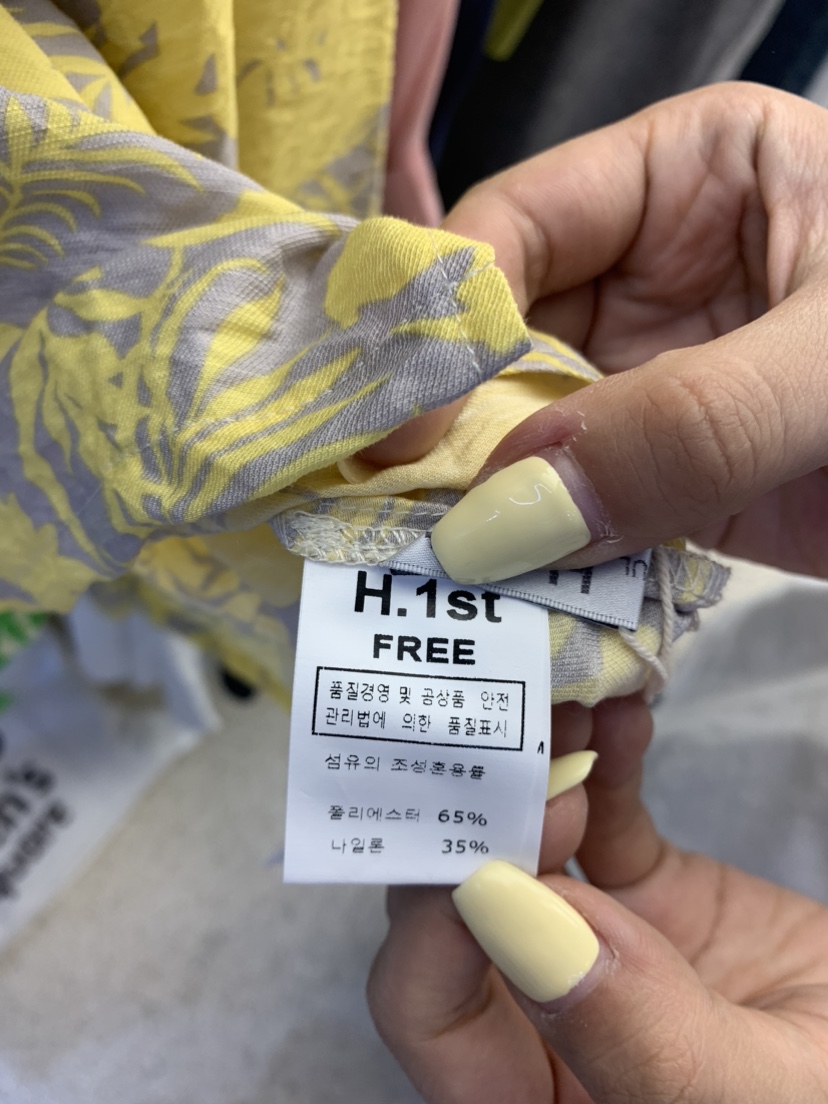 H.1st
FREE
품질경영 및 공상품 안전
관리법에 의한 품질표시
섬유의 조성혼용률
폴리에스터 65%
나일론 35%